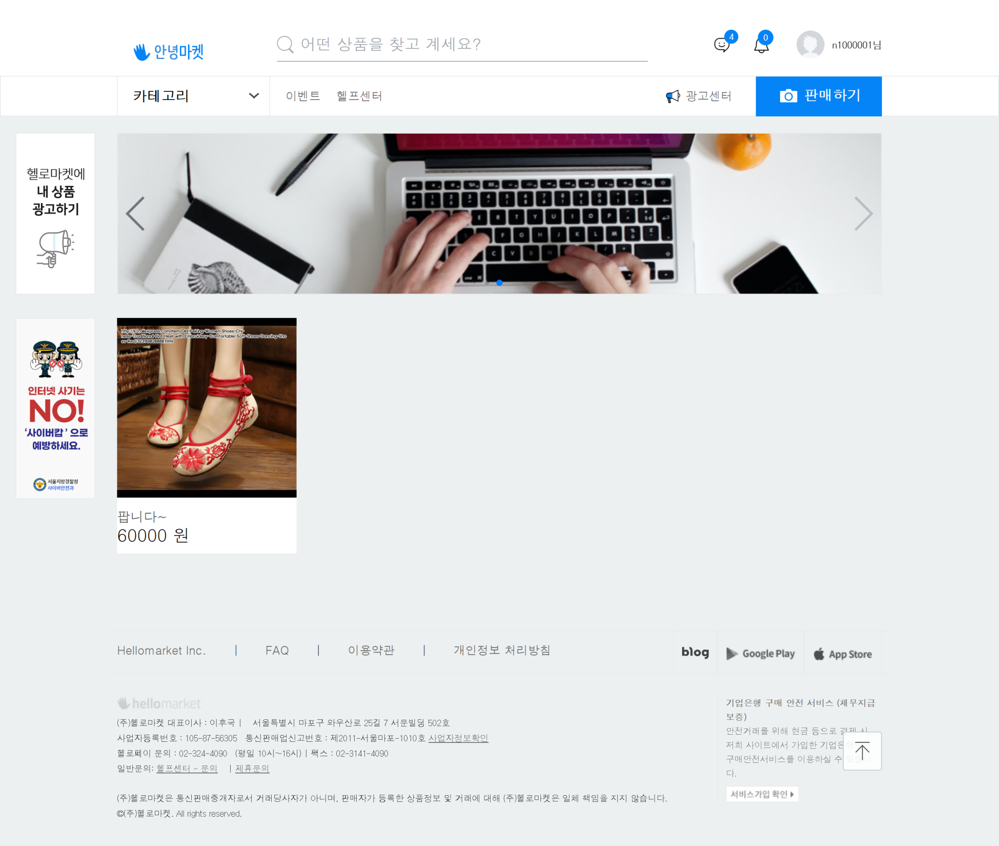 안녕마켓
어떤 상품을 찾고 계세요?
4
0
n1000001님
카테고리
이벤트
헬프센터
광고센터
판매하기
헬로마켓에
내 상품
광고하기
인터넷 사기는
NO!
‘사이버캅’ 으로
예방하세요.
서울지방경찰청
사이버안전과
http://ko.aliexpress.com/item/Old-Peking-Women-Shoes-Chi-
nese-Traditional-Flat-Heel-with-Embroidery-Comfortable-Soft-Shoes-Dancing-Sho
es-Red/32390828888.html
팝니다~
60000 원
Hellomarket Inc. | FAQ | 이용약관 | 개인정보 처리방침
blog
Google Play
App Store
hellomarket
(주)헬로마켓 대표이사 : 이후국 | 서울특별시 마포구 와우산로 25길 7 서문빌딩 502호
사업자등록번호 : 105-87-56305 통신판매업신고번호 : 제2011-서울마포-1010호 사업자정보확인
헬로페이 문의 : 02-324-4090 (평일 10시~16시) | 팩스 : 02-3141-4090
일반문의: 헬프센터 - 문의 | 제휴문의
(주)헬로마켓은 통신판매중개자로서 거래당사자가 아니며, 판매자가 등록한 상품정보 및 거래에 대해 (주)헬로마켓은 일체 책임을 지지 않습니다.
©(주)헬로마켓. All rights reserved.
기업은행 구매 안전 서비스 (채무지급
보증)
안전거래를 위해 현금 등으로 결제 시,
저희 사이트에서 가입한 기업은행
구매안전서비스를 이용하실 수 있습니
다.
서비스가입 확인